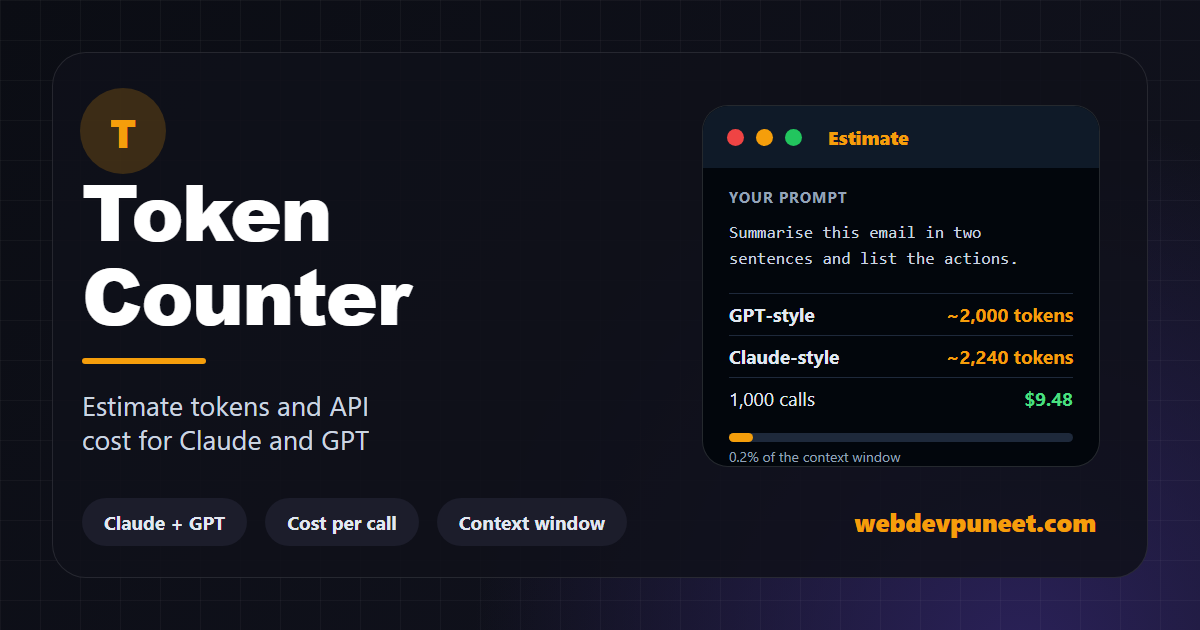 T
Token
Counter
Estimate tokens and API
cost for Claude and GPT
Claude + GPT
Cost per call
Context window
Estimate
YOUR PROMPT
Summarise this email in two
sentences and list the actions.
GPT-style ~2,000 tokens
Claude-style ~2,240 tokens
1,000 calls $9.48
0.2% of the context window
webdevpuneet.com